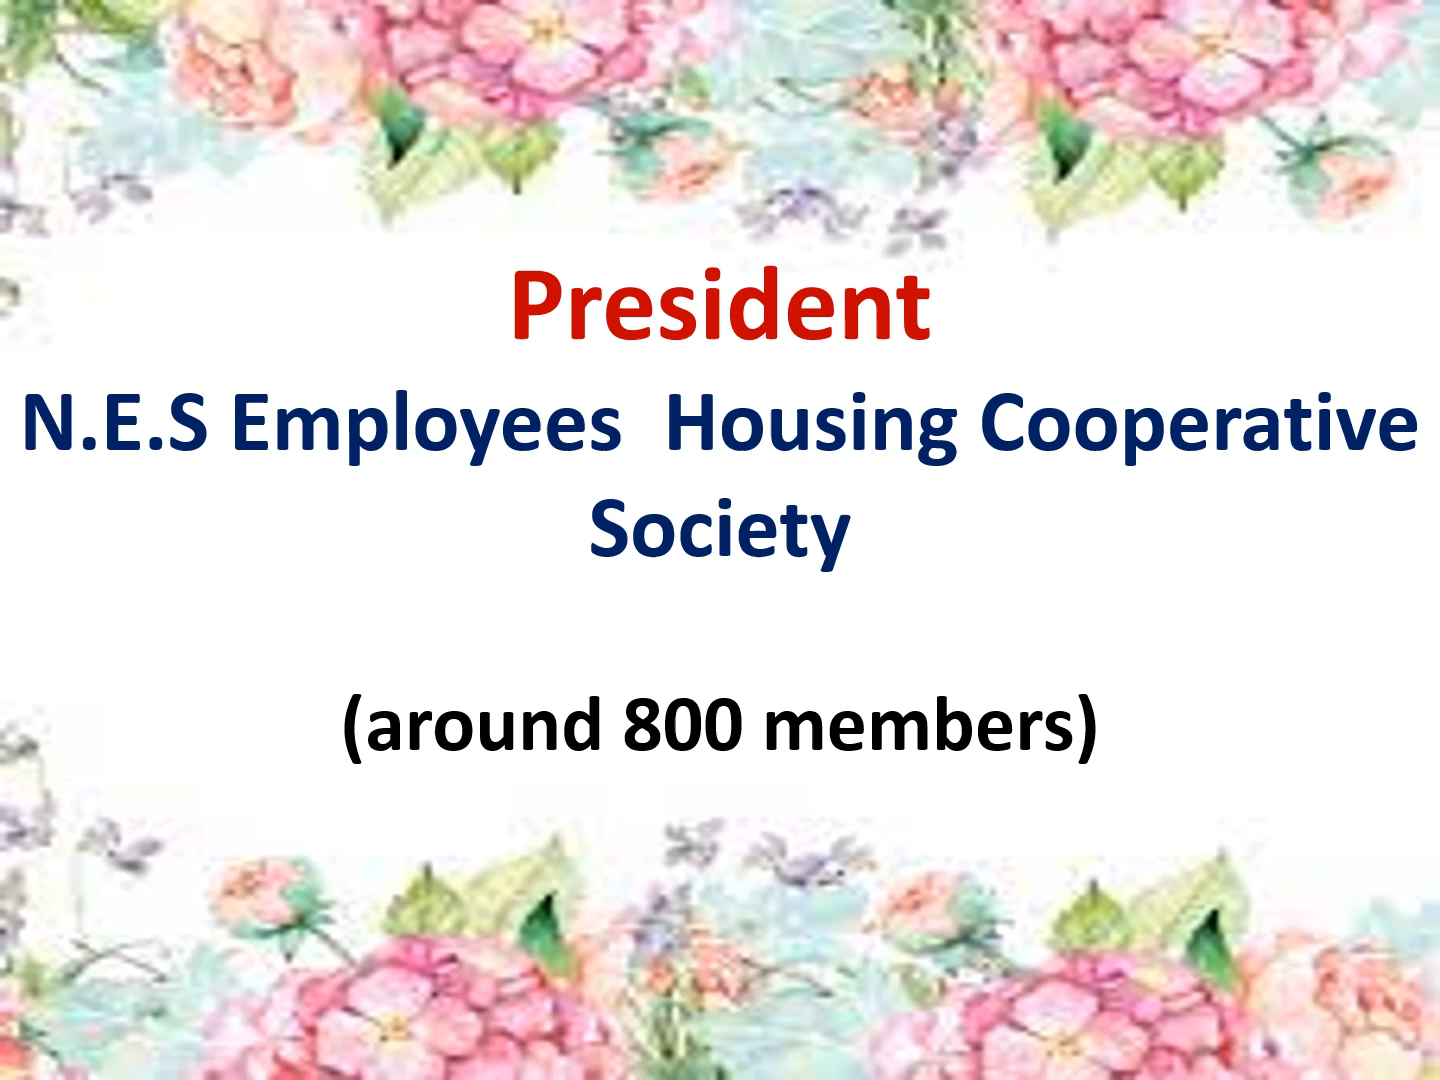 President
N.E.S Employees  Housing Cooperative
Society
(around 800 members)